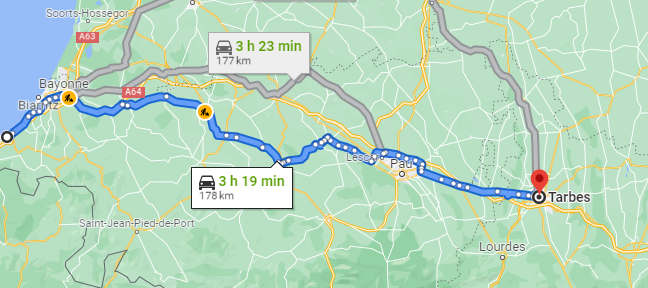 Soorts-Hossegor
A63
3 h 23 min
177 km
Bayonne
A64
Biarritz
Lescar
Pau
3 h 19 min
178 km
Tarbes
Saint-Jean-Pied-de-Port
Lourdes